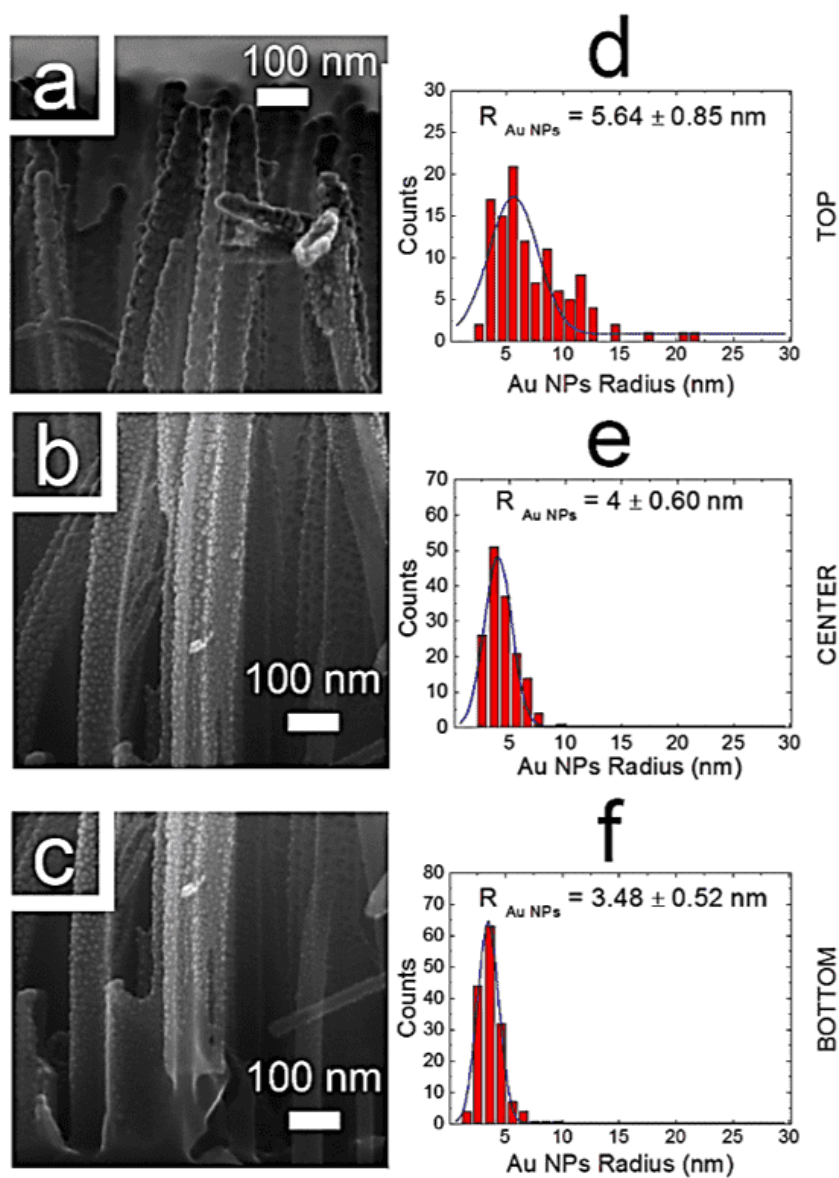 a
100 nm
d
R Au NPs = 5.64 ± 0.85 nm
Counts
30
25
20
15
10
5
0
5 10 15 20 25 30
Au NPs Radius (nm)
TOP
b
100 nm
e
R Au NPs = 4 ± 0.60 nm
Counts
70
60
50
40
30
20
10
0
5 10 15 20 25 30
Au NPs Radius (nm)
CENTER
c
100 nm
f
R Au NPs = 3.48 ± 0.52 nm
Counts
80
70
60
50
40
30
20
10
0
5 10 15 20 25 30
Au NPs Radius (nm)
BOTTOM